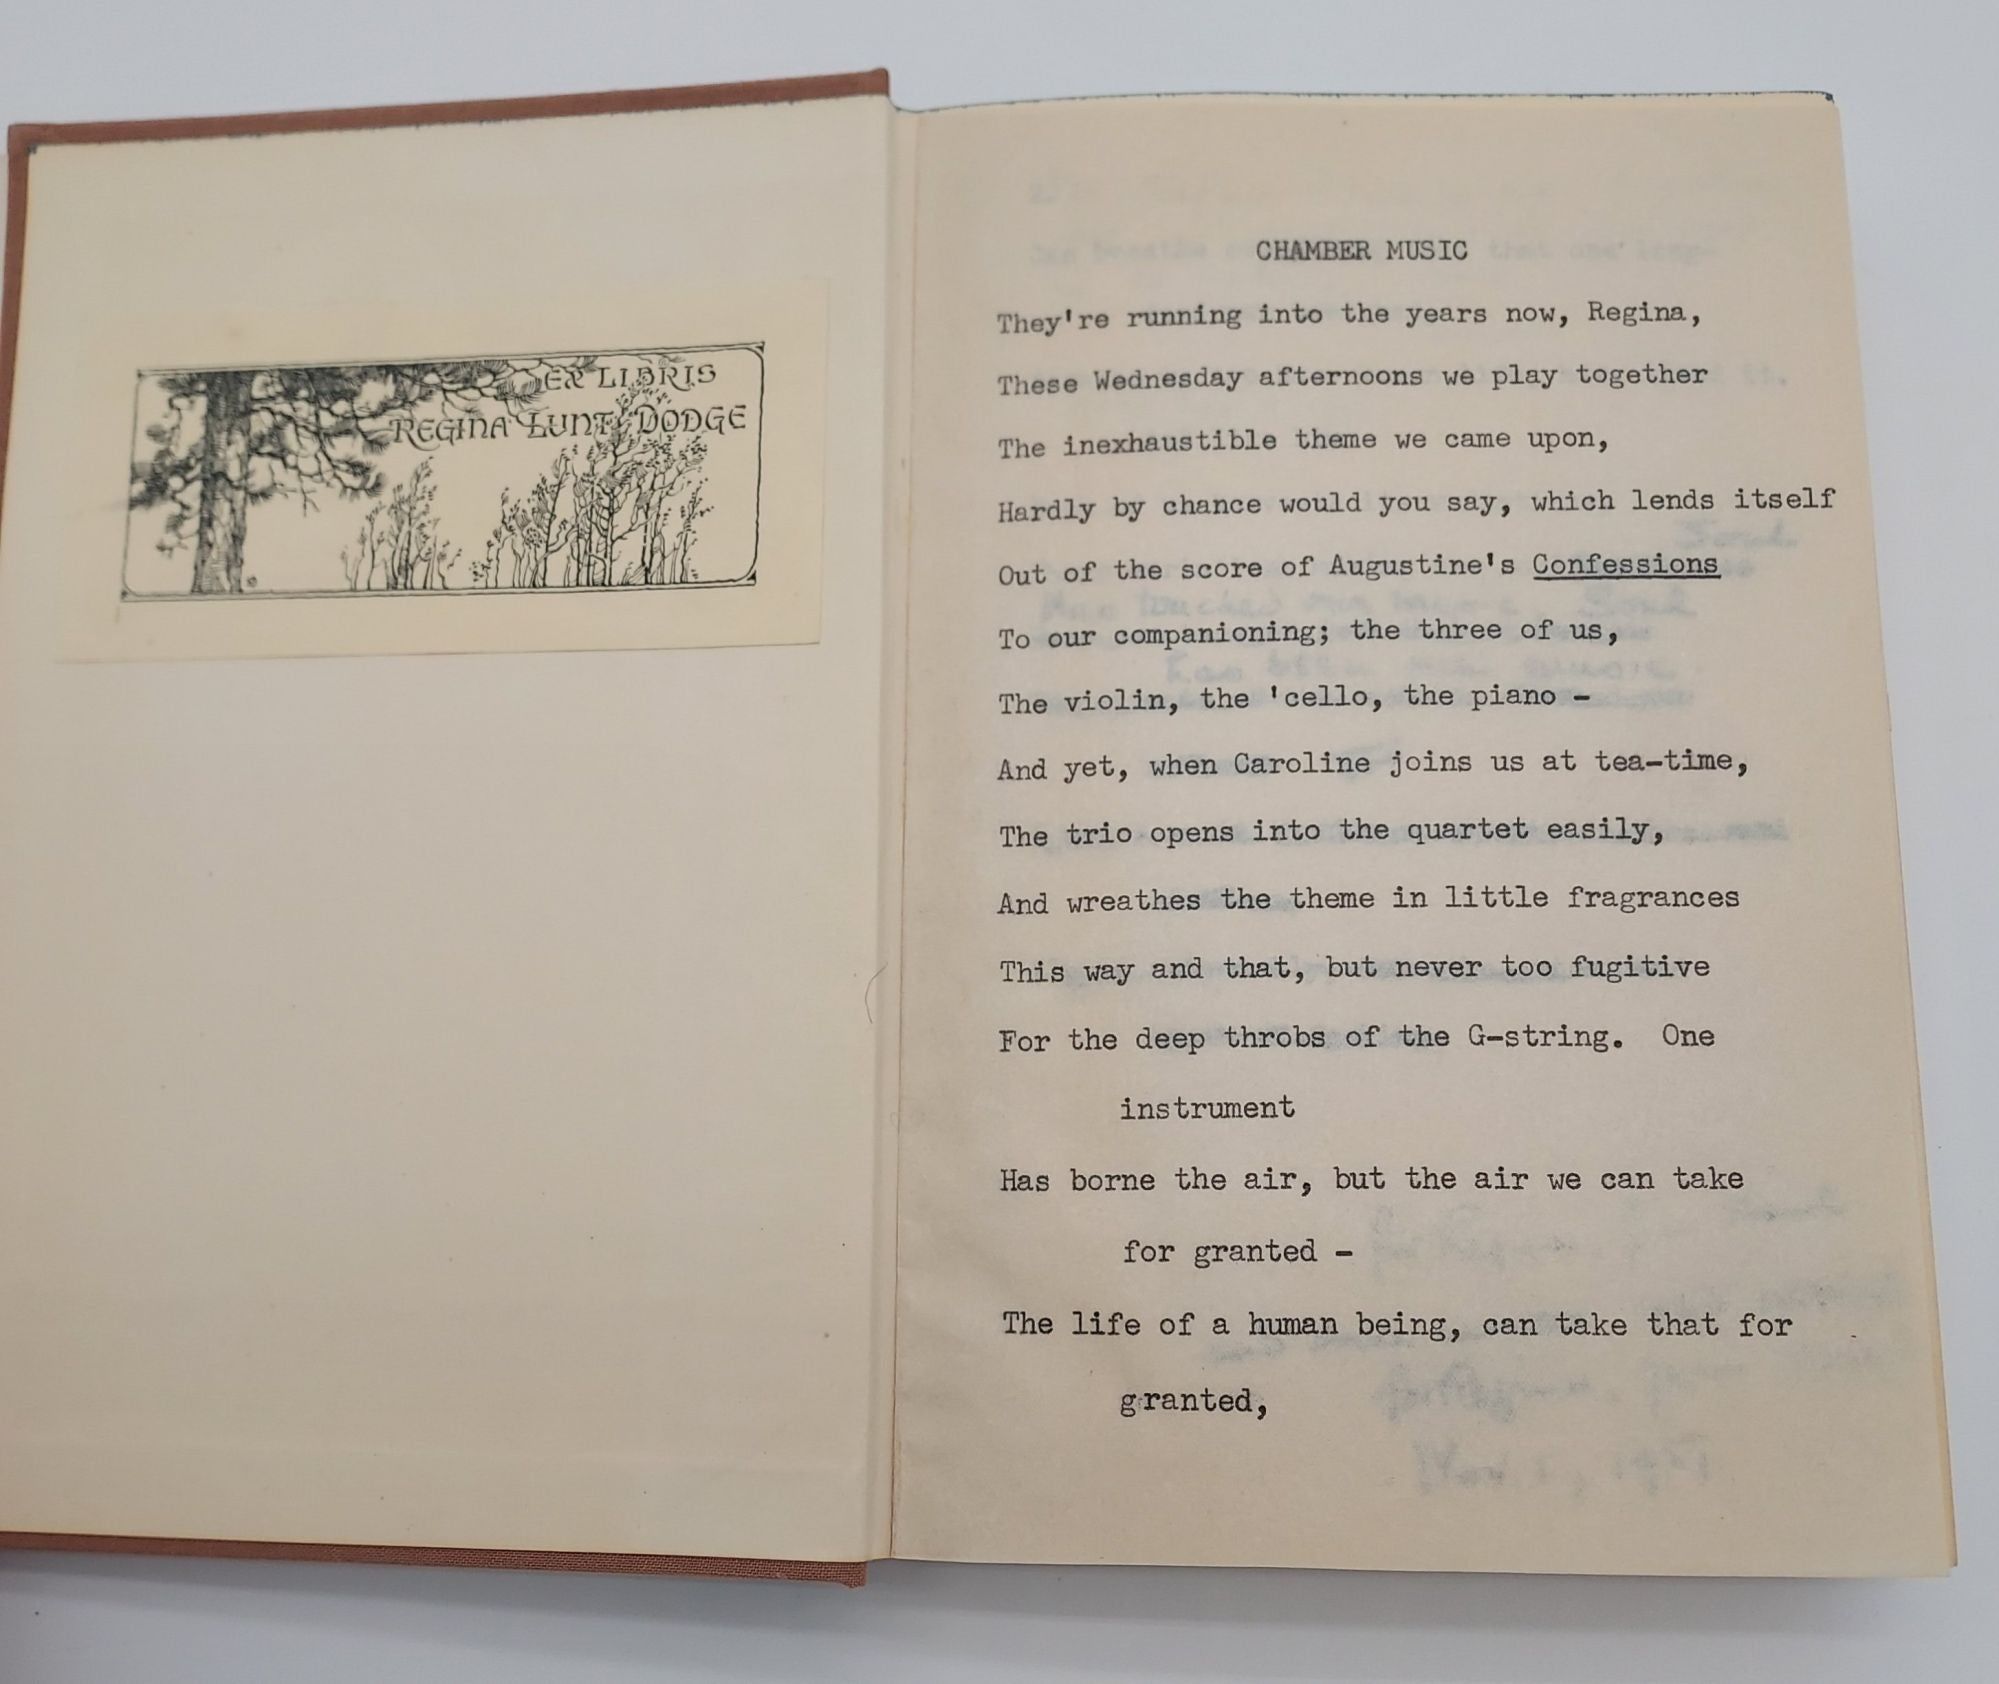 EX LIBRIS
REGINA LUNT DODGE
CHAMBER MUSIC
They're running into the years now, Regina,
These Wednesday afternoons we play together
The inexhaustible theme we came upon,
Hardly by chance would you say, which lends itself
Out of the score of Augustine's Confessions
To our companioning; the three of us,
The violin, the 'cello, the piano -
And yet, when Caroline joins us at tea-time,
The trio opens into the quartet easily,
And wreathes the theme in little fragrances
This way and that, but never too fugitive
For the deep throbs of the G-string. One
instrument
Has borne the air, but the air we can take
for granted -
The life of a human being, can take that for
granted,